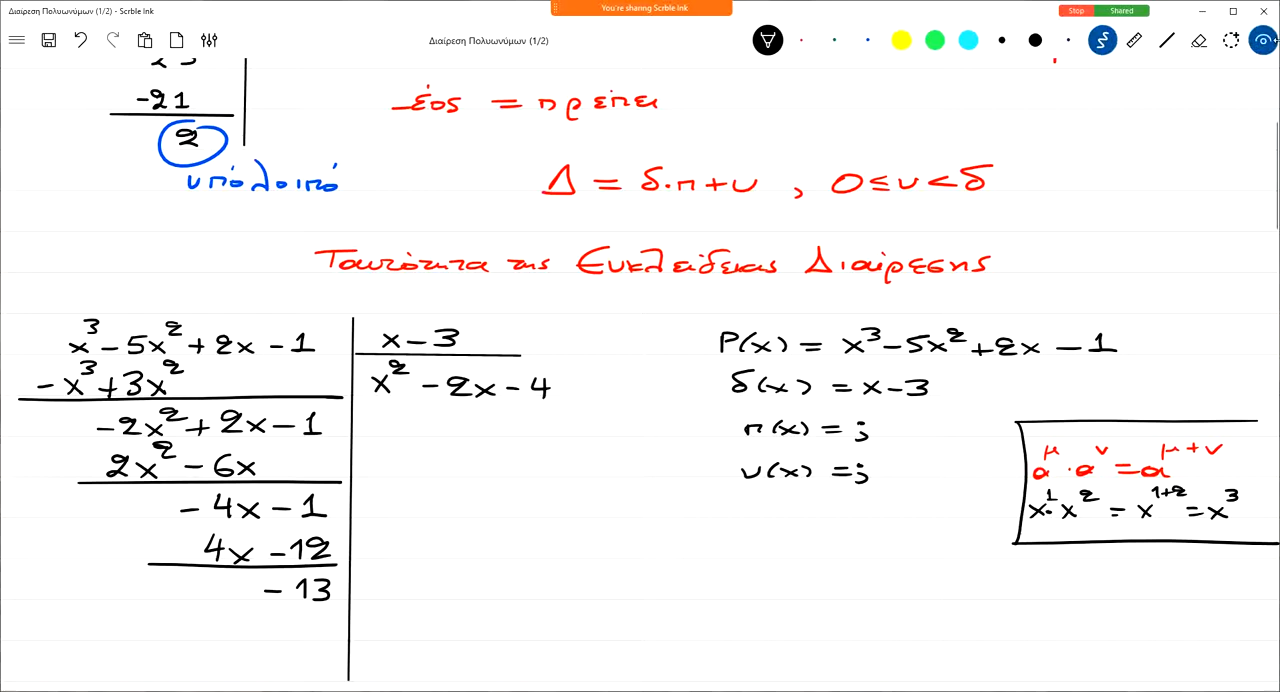 Διαίρεση Πολυωνύμων (1/2) - Scrble Ink
You're sharing Scrble Ink
Stop Shared
Διαίρεση Πολυωνύμων (1/2)
-21
2
υπόλοιπό
-έος = πρέπει
Δ = δ·π+υ , 0≤υ<δ
Ταυτότητα της Ευκλείδειας Διαίρεσης
x³ - 5x² + 2x - 1
x - 3
- x³ + 3x²
x² - 2x - 4
- 2x² + 2x - 1
2x² - 6x
- 4x - 1
4x - 12
- 13
P(x) = x³ - 5x² + 2x - 1
δ(x) = x - 3
π(x) = ;
υ(x) = ;
α^μ · α^ν = α^{μ+ν}
x¹· x² = x^{1+2} = x³